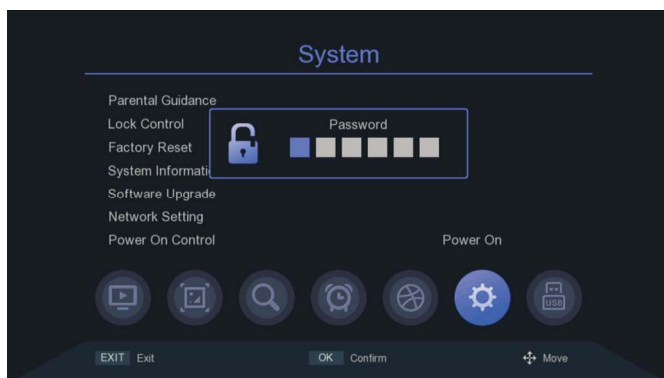 System
Parental Guidance
Lock Control
Password
Factory Reset
System Informati
Software Upgrade
Network Setting
Power On Control Power On
USB
EXIT Exit OK Confirm Move